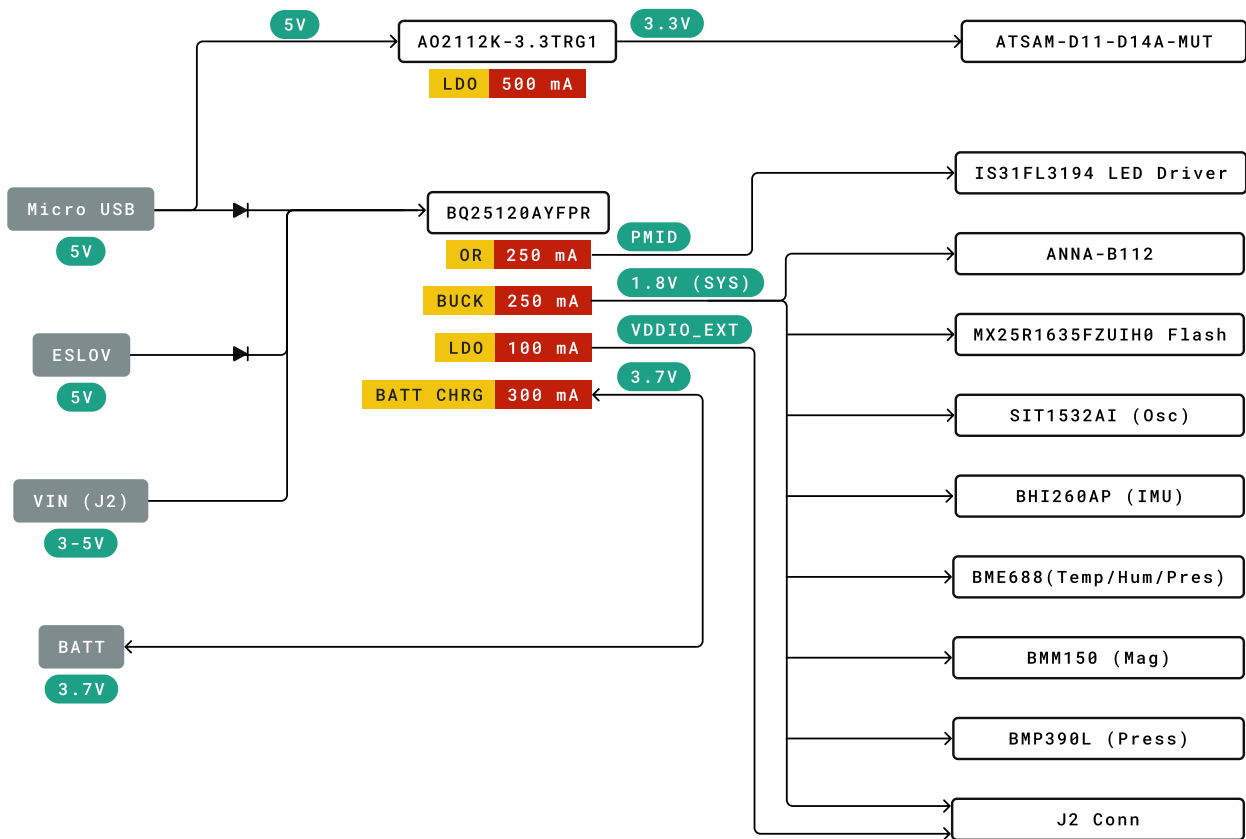 5V
AO2112K-3.3TRG1
3.3V
ATSAM-D11-D14A-MUT
LDO 500 mA
IS31FL3194 LED Driver
Micro USB
5V
BQ25120AYFPR
OR 250 mA
PMID
ANNA-B112
BUCK 250 mA
1.8V (SYS)
MX25R1635FZUIH0 Flash
LDO 100 mA
VDDIO_EXT
ESLOV
5V
BATT CHRG 300 mA
3.7V
SIT1532AI (Osc)
VIN (J2)
3-5V
BHI260AP (IMU)
BME688(Temp/Hum/Pres)
BATT
3.7V
BMM150 (Mag)
BMP390L (Press)
J2 Conn